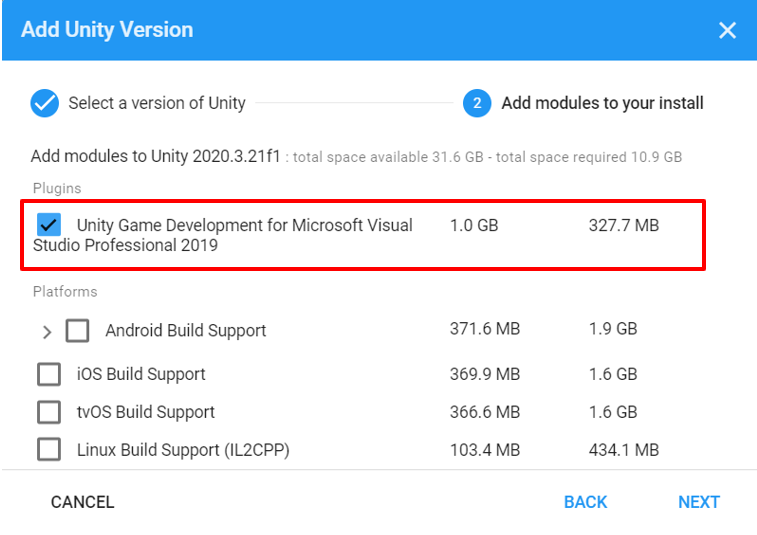 Add Unity Version
Select a version of Unity
2
Add modules to your install
Add modules to Unity 2020.3.21f1 : total space available 31.6 GB - total space required 10.9 GB
Plugins
Unity Game Development for Microsoft Visual 1.0 GB 327.7 MB
Studio Professional 2019
Platforms
Android Build Support 371.6 MB 1.9 GB
iOS Build Support 369.9 MB 1.6 GB
tvOS Build Support 366.6 MB 1.6 GB
Linux Build Support (IL2CPP) 103.4 MB 434.1 MB
CANCEL BACK NEXT